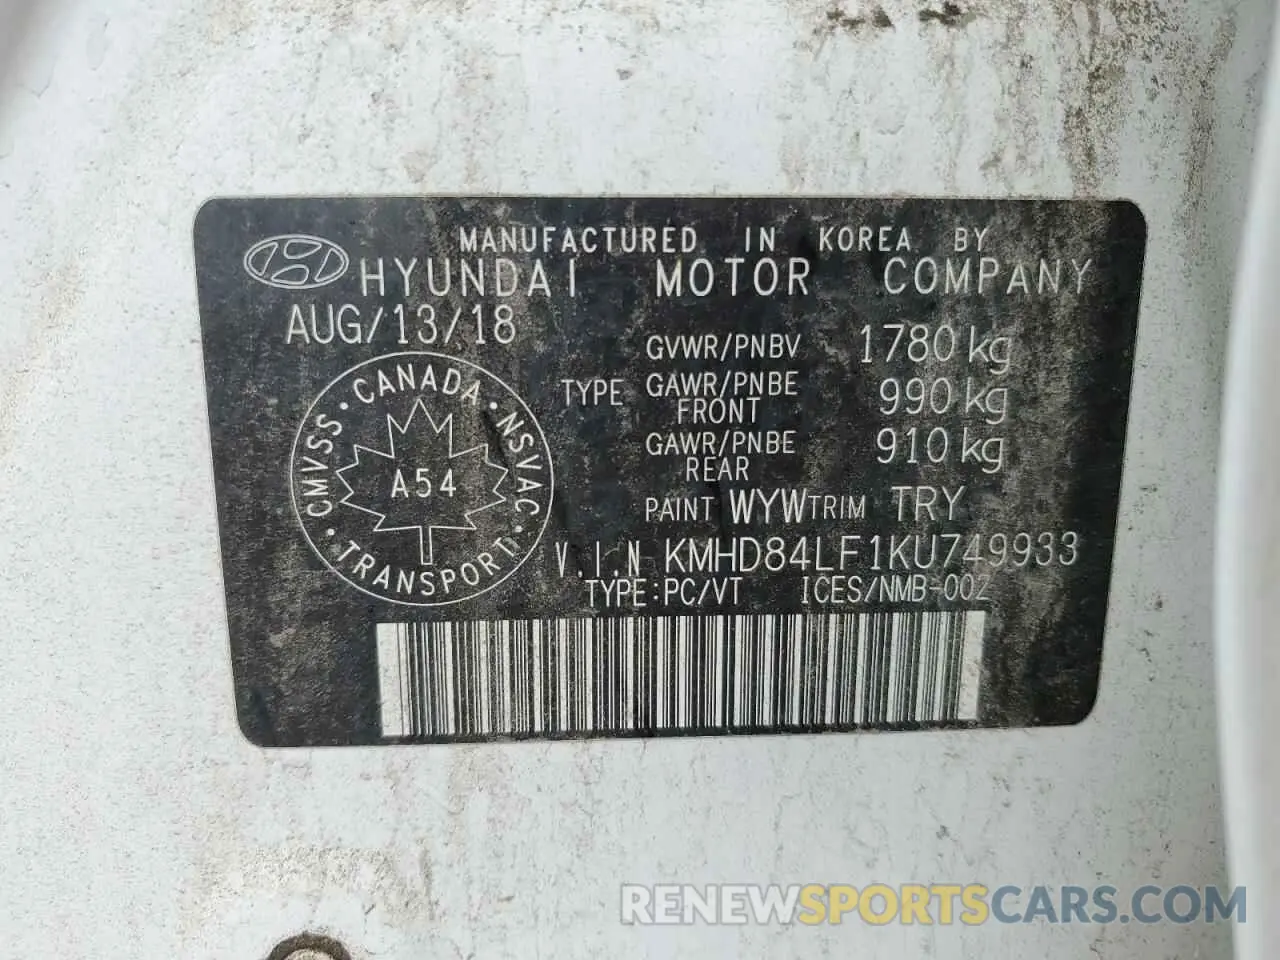 MANUFACTURED IN KOREA BY
HYUNDAI MOTOR COMPANY
AUG/13/18
GVWR/PNBV 1780 kg
TYPE GAWR/PNBE FRONT 990 kg
GAWR/PNBE REAR 910 kg
PAINT WYW TRIM TRY
V.I.N KMHD84LF1KU749933
TYPE:PC/VT ICES/NMB-002
CMVSS · CANADA · NSVAC · TRANSPORT ·
A54
RENEWSPORTSCARS.COM